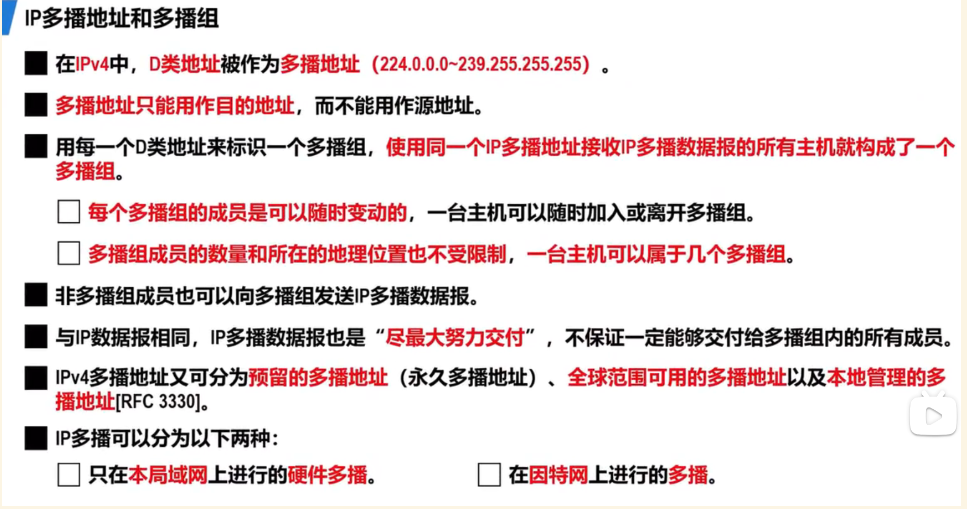 IP多播地址和多播组
在IPv4中，D类地址被作为多播地址（224.0.0.0~239.255.255.255）。
多播地址只能用作目的地址，而不能用作源地址。
用每一个D类地址来标识一个多播组，使用同一个IP多播地址接收IP多播数据报的所有主机就构成了一个
多播组。
每个多播组的成员是可以随时变动的，一台主机可以随时加入或离开多播组。
多播组成员的数量和所在的地理位置也不受限制，一台主机可以属于几个多播组。
非多播组成员也可以向多播组发送IP多播数据报。
与IP数据报相同，IP多播数据报也是“尽最大努力交付”，不保证一定能够交付给多播组内的所有成员。
IPv4多播地址又可分为预留的多播地址（永久多播地址）、全球范围可用的多播地址以及本地管理的多
播地址[RFC 3330]。
IP多播可以分为以下两种：
只在本局域网上进行的硬件多播。
在因特网上进行的多播。